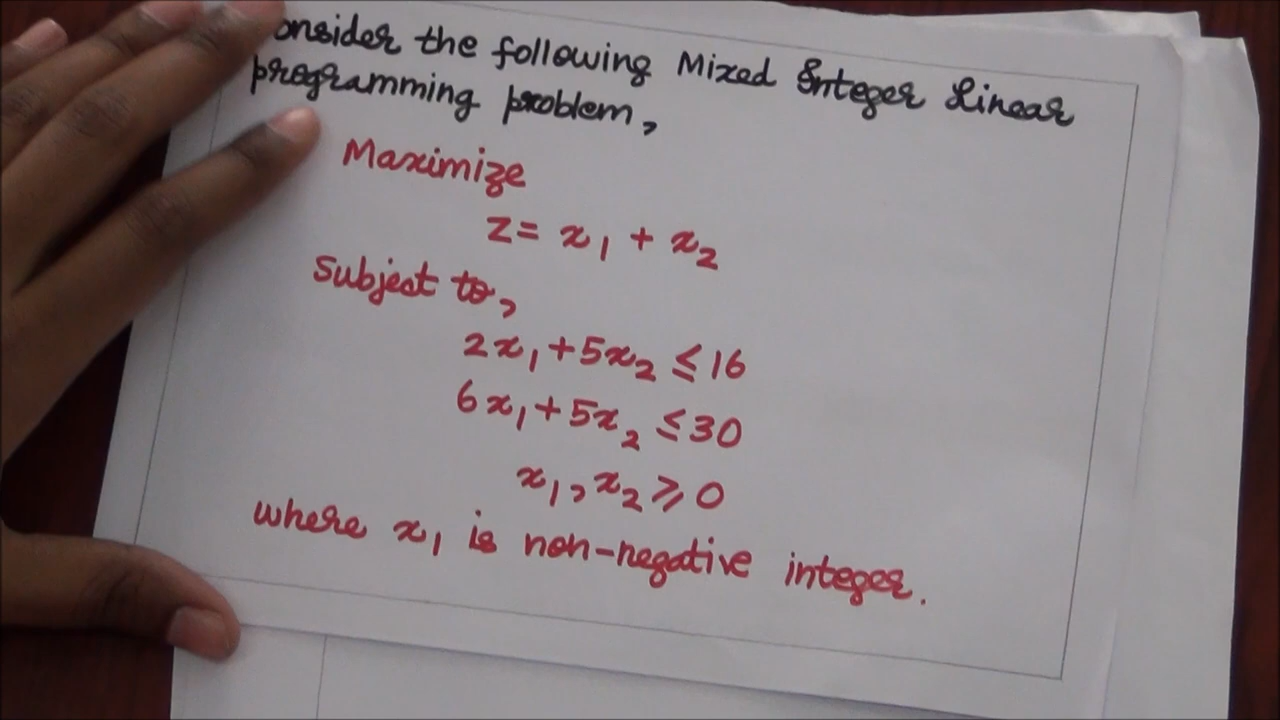 onsider the following Mixed Integer Linear
programming problem,
Maximize
Z = x₁ + x₂
Subject to,
2x₁ + 5x₂ ≤ 16
6x₁ + 5x₂ ≤ 30
x₁, x₂ ≥ 0
where x₁ is non-negative integer.